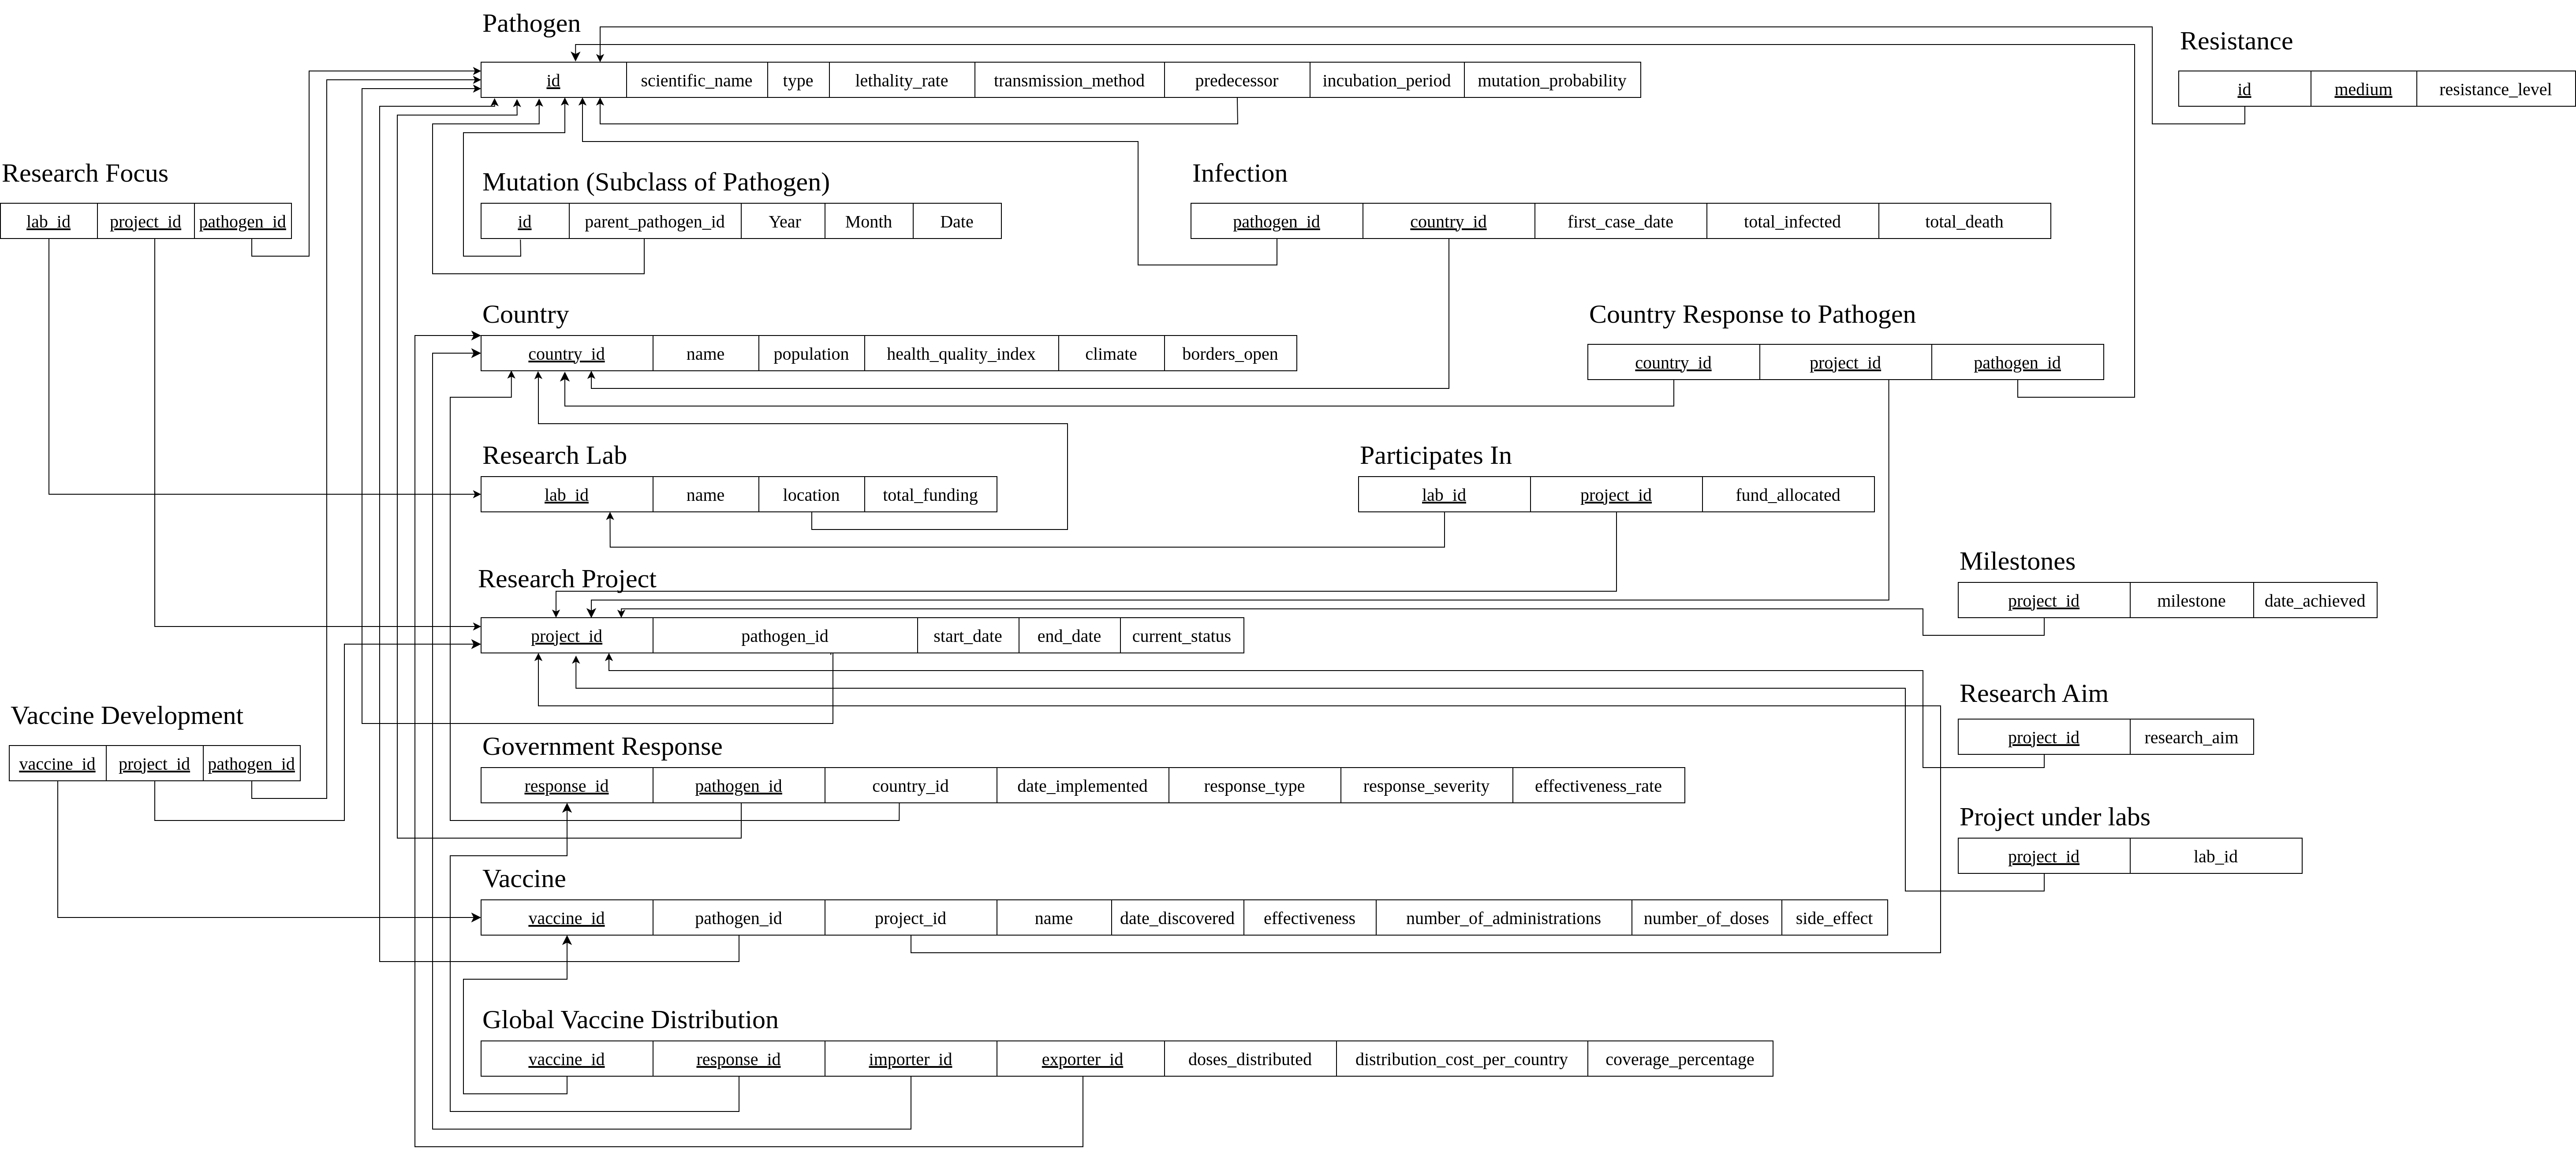 Pathogen
id scientific_name type lethality_rate transmission_method predecessor incubation_period mutation_probability
Resistance
id medium resistance_level
Research Focus
lab_id project_id pathogen_id
Mutation (Subclass of Pathogen)
id parent_pathogen_id Year Month Date
Infection
pathogen_id country_id first_case_date total_infected total_death
Country
country_id name population health_quality_index climate borders_open
Country Response to Pathogen
country_id project_id pathogen_id
Research Lab
lab_id name location total_funding
Participates In
lab_id project_id fund_allocated
Milestones
project_id milestone date_achieved
Research Project
project_id pathogen_id start_date end_date current_status
Research Aim
project_id research_aim
Vaccine Development
vaccine_id project_id pathogen_id
Government Response
response_id pathogen_id country_id date_implemented response_type response_severity effectiveness_rate
Project under labs
project_id lab_id
Vaccine
vaccine_id pathogen_id project_id name date_discovered effectiveness number_of_administrations number_of_doses side_effect
Global Vaccine Distribution
vaccine_id response_id importer_id exporter_id doses_distributed distribution_cost_per_country coverage_percentage